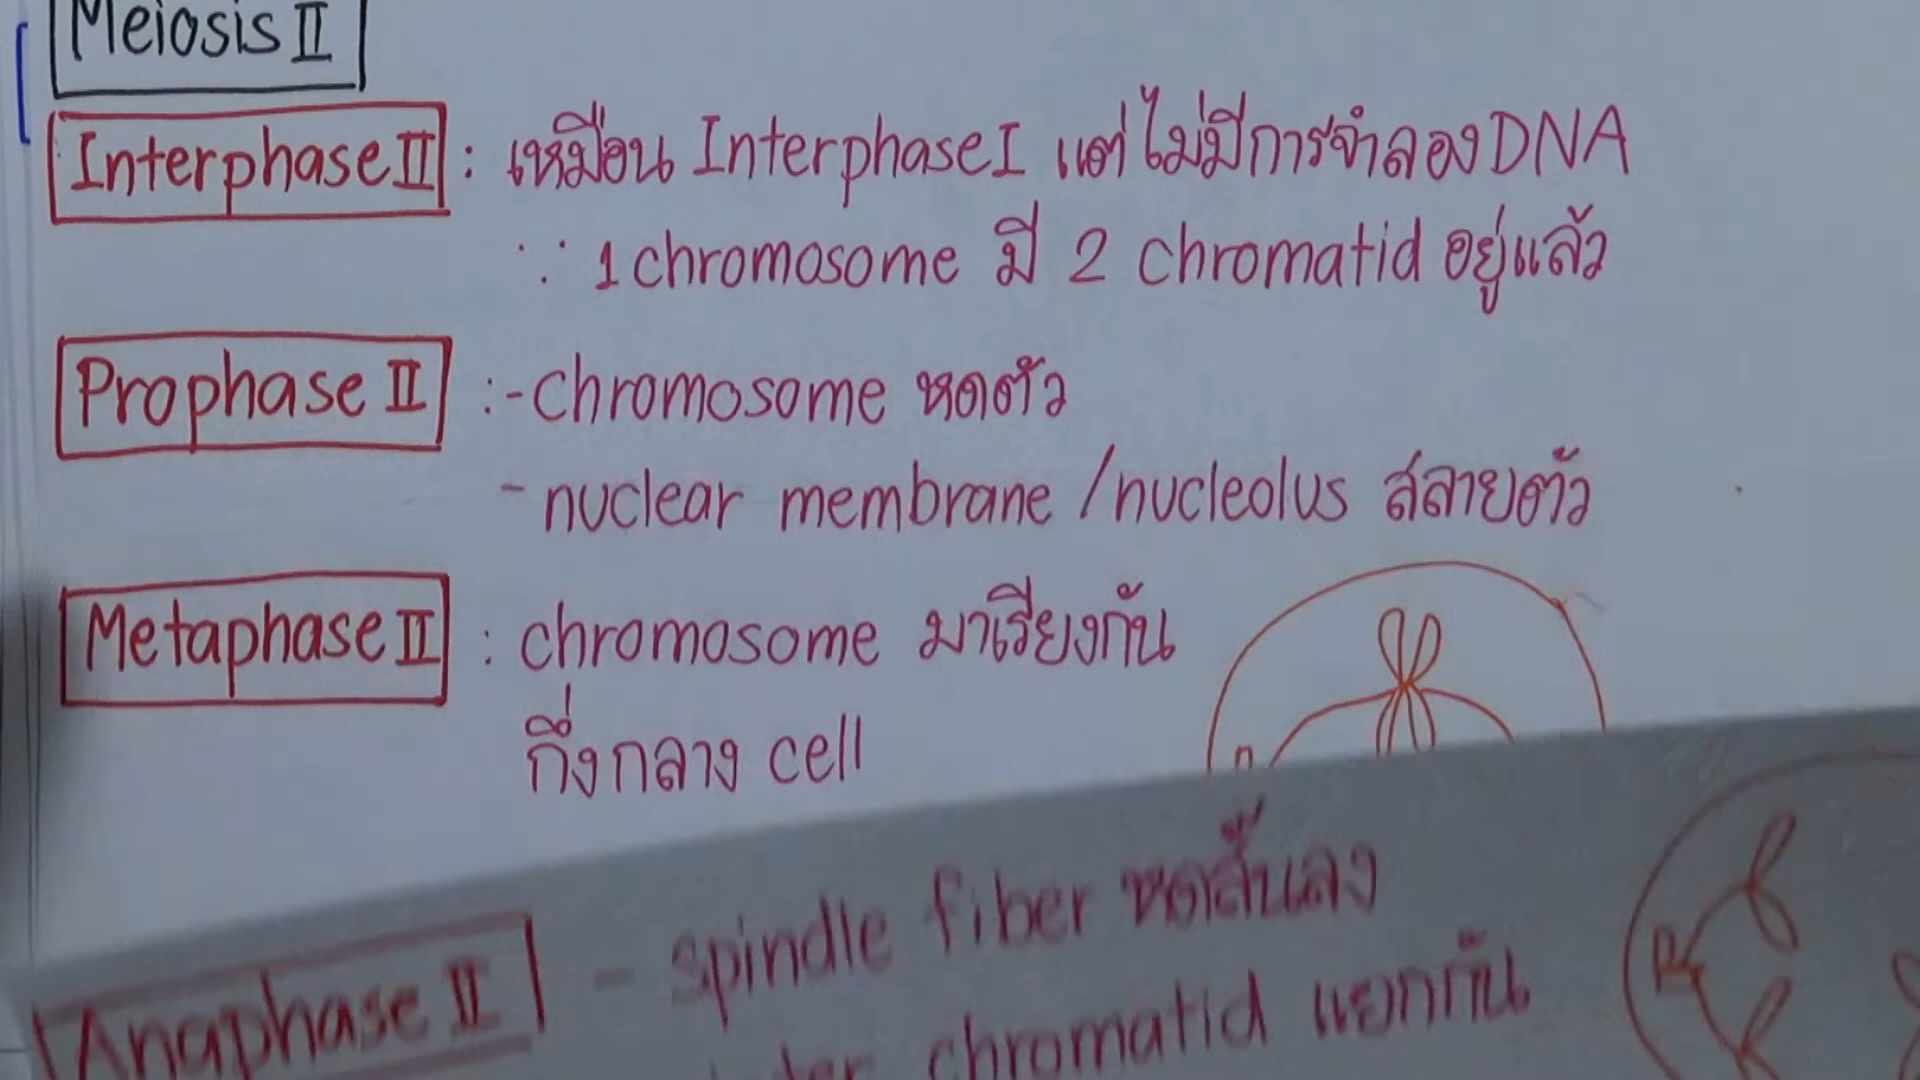 Meiosis II
Interphase II : เหมือน Interphase I แต่ไม่มีการจำลอง DNA
∵ 1 chromosome มี 2 chromatid อยู่แล้ว
Prophase II : - chromosome หดตัว
- nuclear membrane / nucleolus สลายตัว
Metaphase II : chromosome มาเรียงกัน
กึ่งกลาง cell
Anaphase II - spindle fiber หดสั้นลง
chromatid แยกกัน